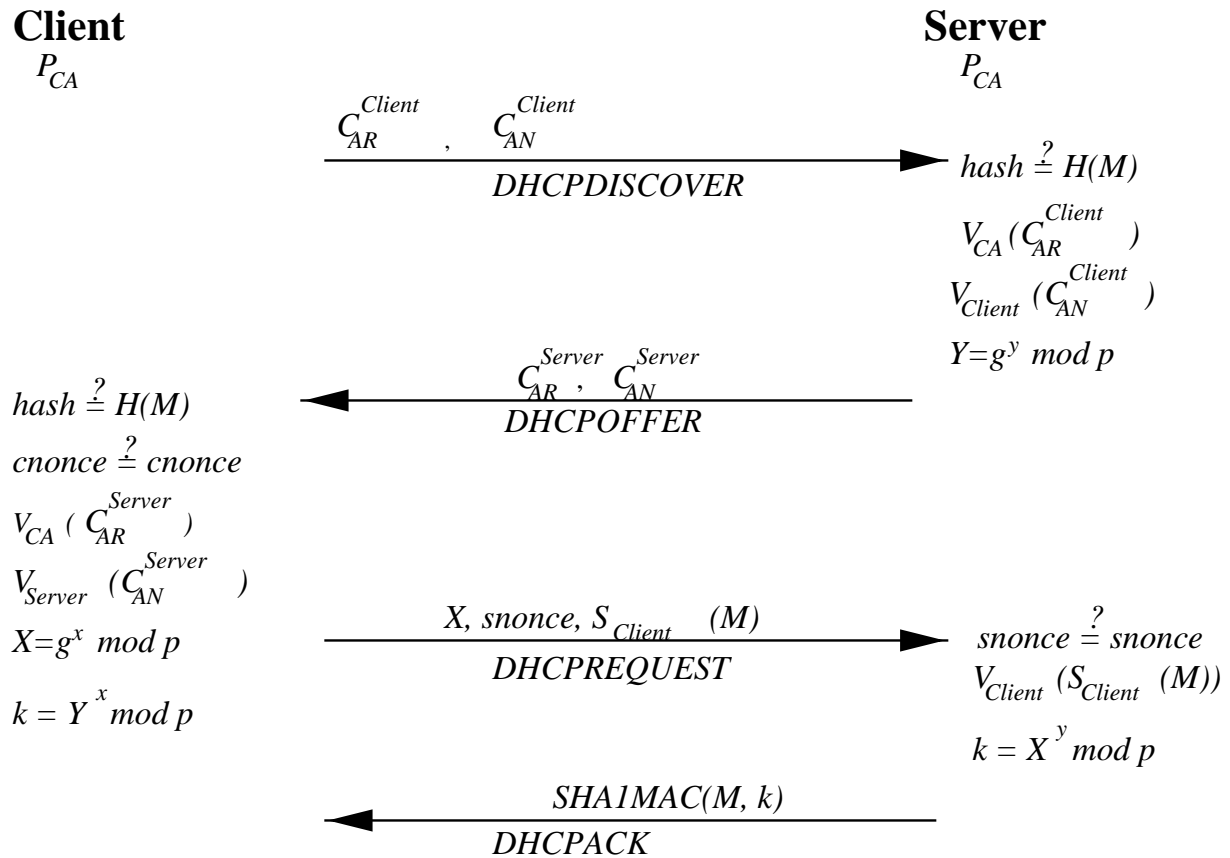 Client
Server
P_CA
P_CA
C_AR^Client , C_AN^Client
DHCPDISCOVER
hash ≟ H(M)
V_CA (C_AR^Client )
V_Client (C_AN^Client )
Y=g^y mod p
C_AR^Server , C_AN^Server
DHCPOFFER
hash ≟ H(M)
cnonce ≟ cnonce
V_CA ( C_AR^Server )
V_Server (C_AN^Server )
X=g^x mod p
k = Y^x mod p
X, snonce, S_Client (M)
DHCPREQUEST
snonce ≟ snonce
V_Client (S_Client (M))
k = X^y mod p
SHA1MAC(M, k)
DHCPACK